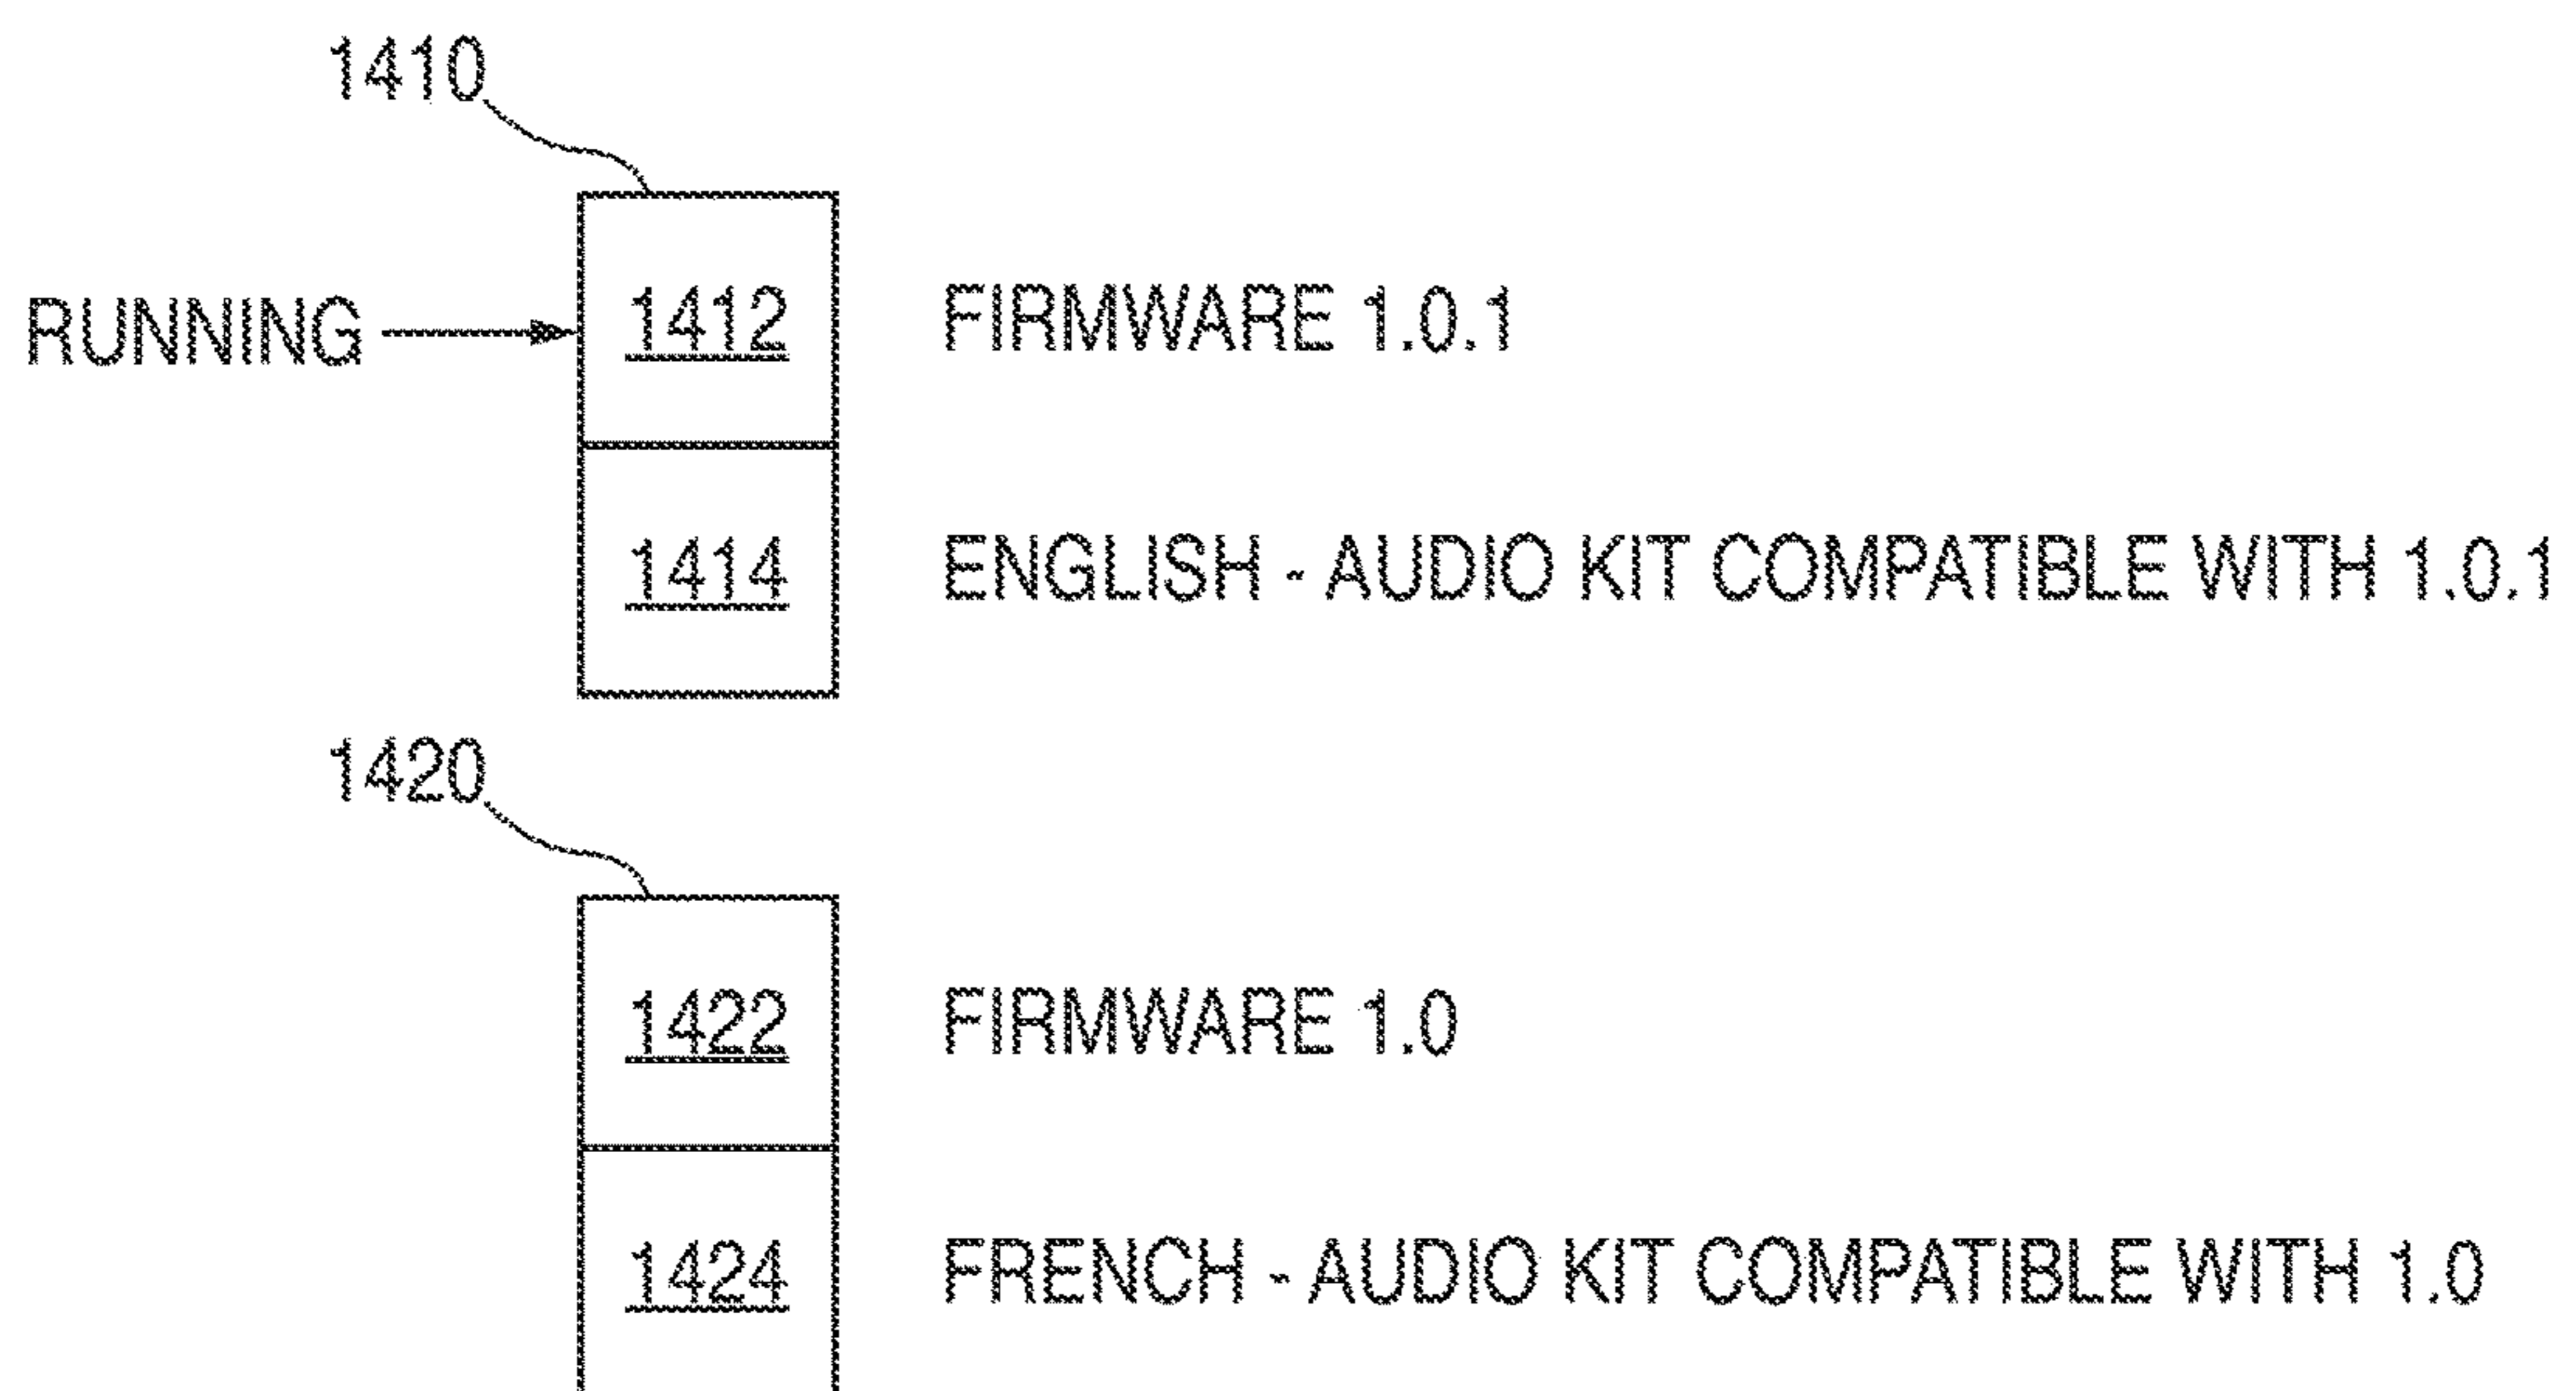 1410
RUNNING 1412 FIRMWARE 1.0.1
1414 ENGLISH - AUDIO KIT COMPATIBLE WITH 1.0.1
1420
1422 FIRMWARE 1.0
1424 FRENCH - AUDIO KIT COMPATIBLE WITH 1.0